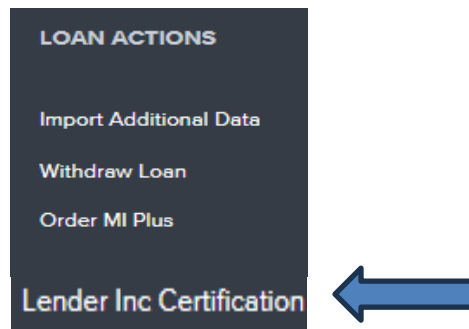 LOAN ACTIONS
Import Additional Data
Withdraw Loan
Order MI Plus
Lender Inc Certification